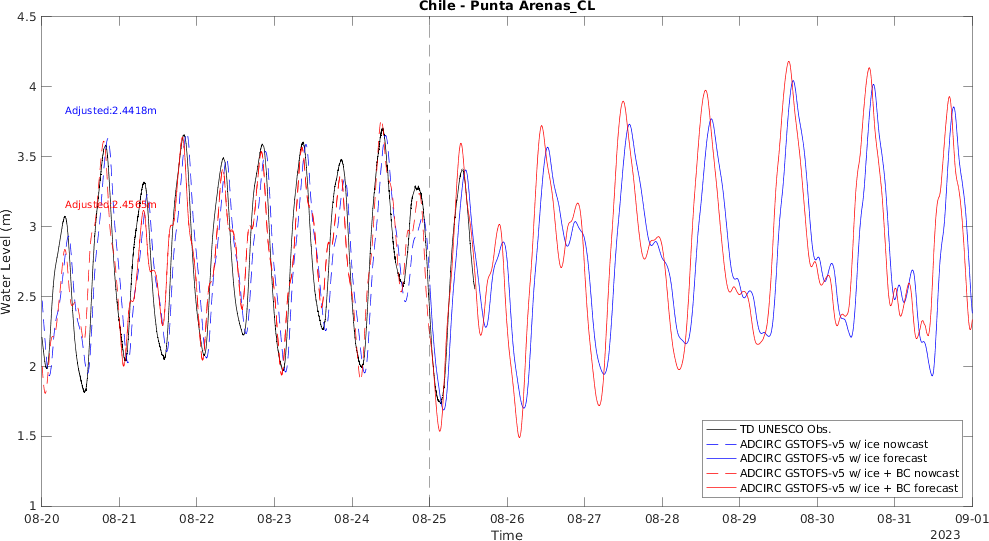 Chile - Punta Arenas_CL
4.5
4
3.5
3
2.5
2
1.5
1
Water Level (m)
Adjusted:2.4418m
Adjusted:2.4565m
TD UNESCO Obs.
ADCIRC GSTOFS-v5 w/ ice nowcast
ADCIRC GSTOFS-v5 w/ ice forecast
ADCIRC GSTOFS-v5 w/ ice + BC nowcast
ADCIRC GSTOFS-v5 w/ ice + BC forecast
08-20 08-21 08-22 08-23 08-24 08-25 08-26 08-27 08-28 08-29 08-30 08-31 09-01
Time
2023